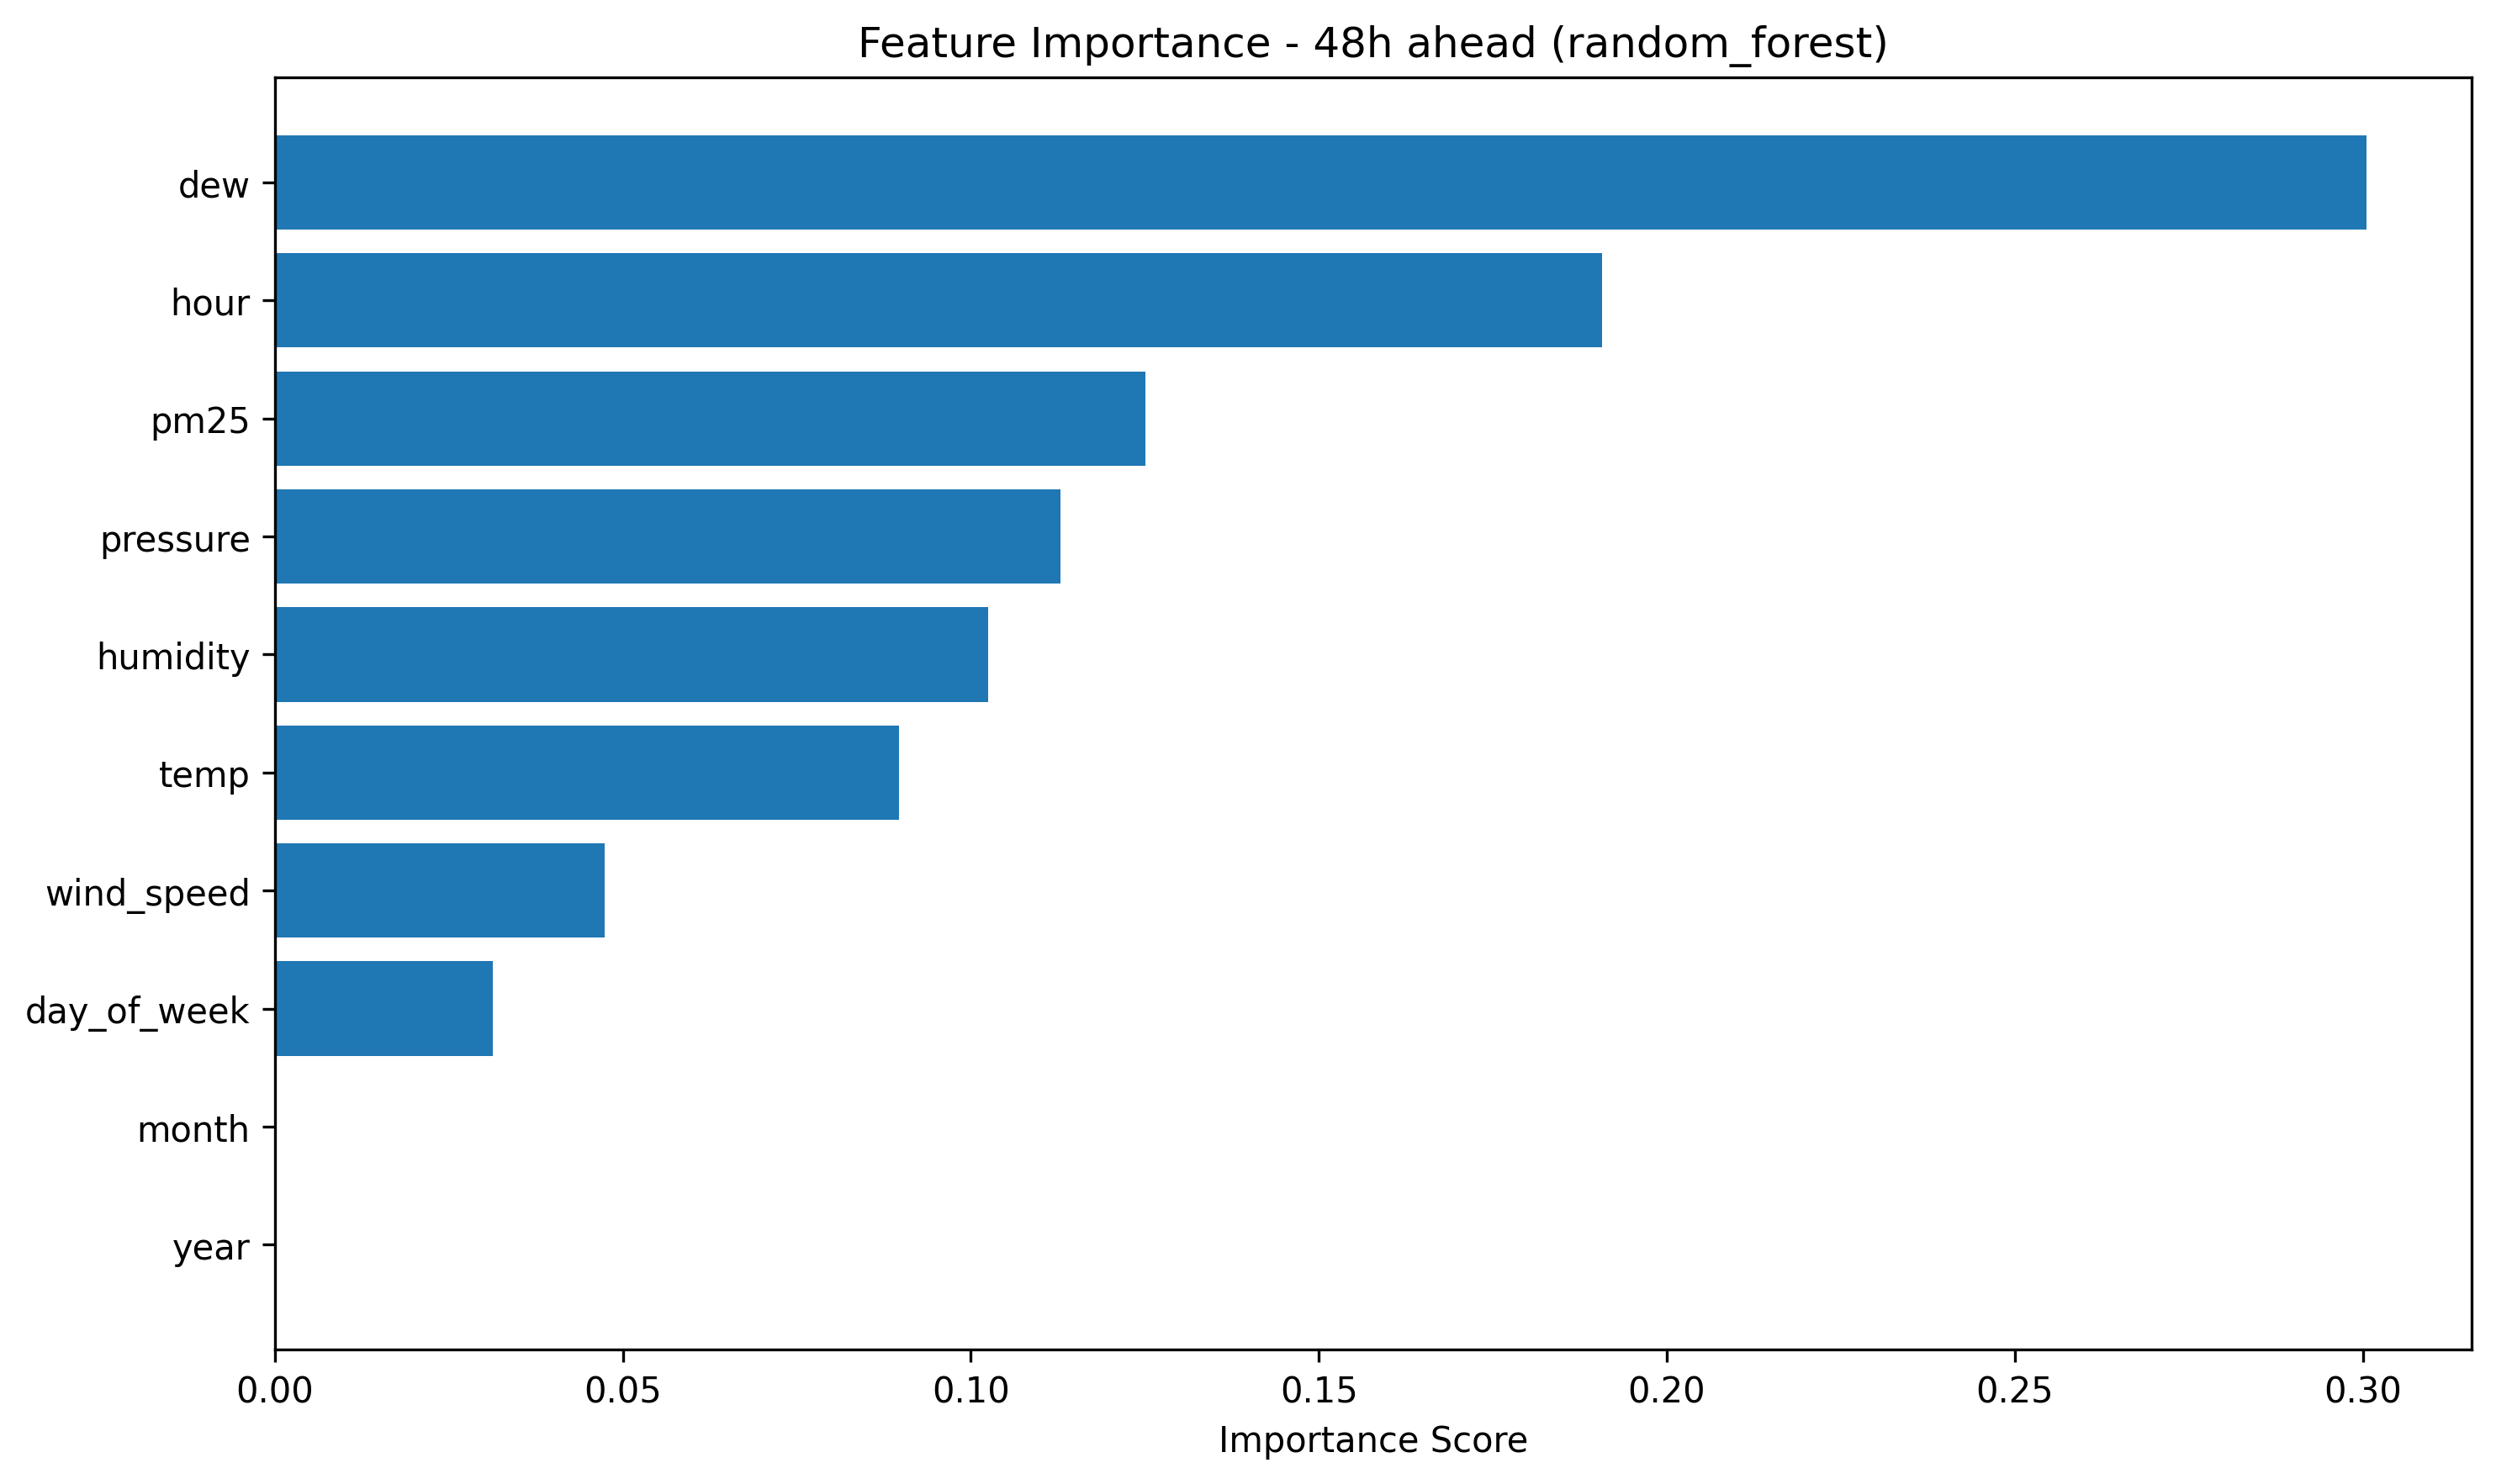 Feature Importance - 48h ahead (random_forest)
dew
hour
pm25
pressure
humidity
temp
wind_speed
day_of_week
month
year
0.00 0.05 0.10 0.15 0.20 0.25 0.30
Importance Score